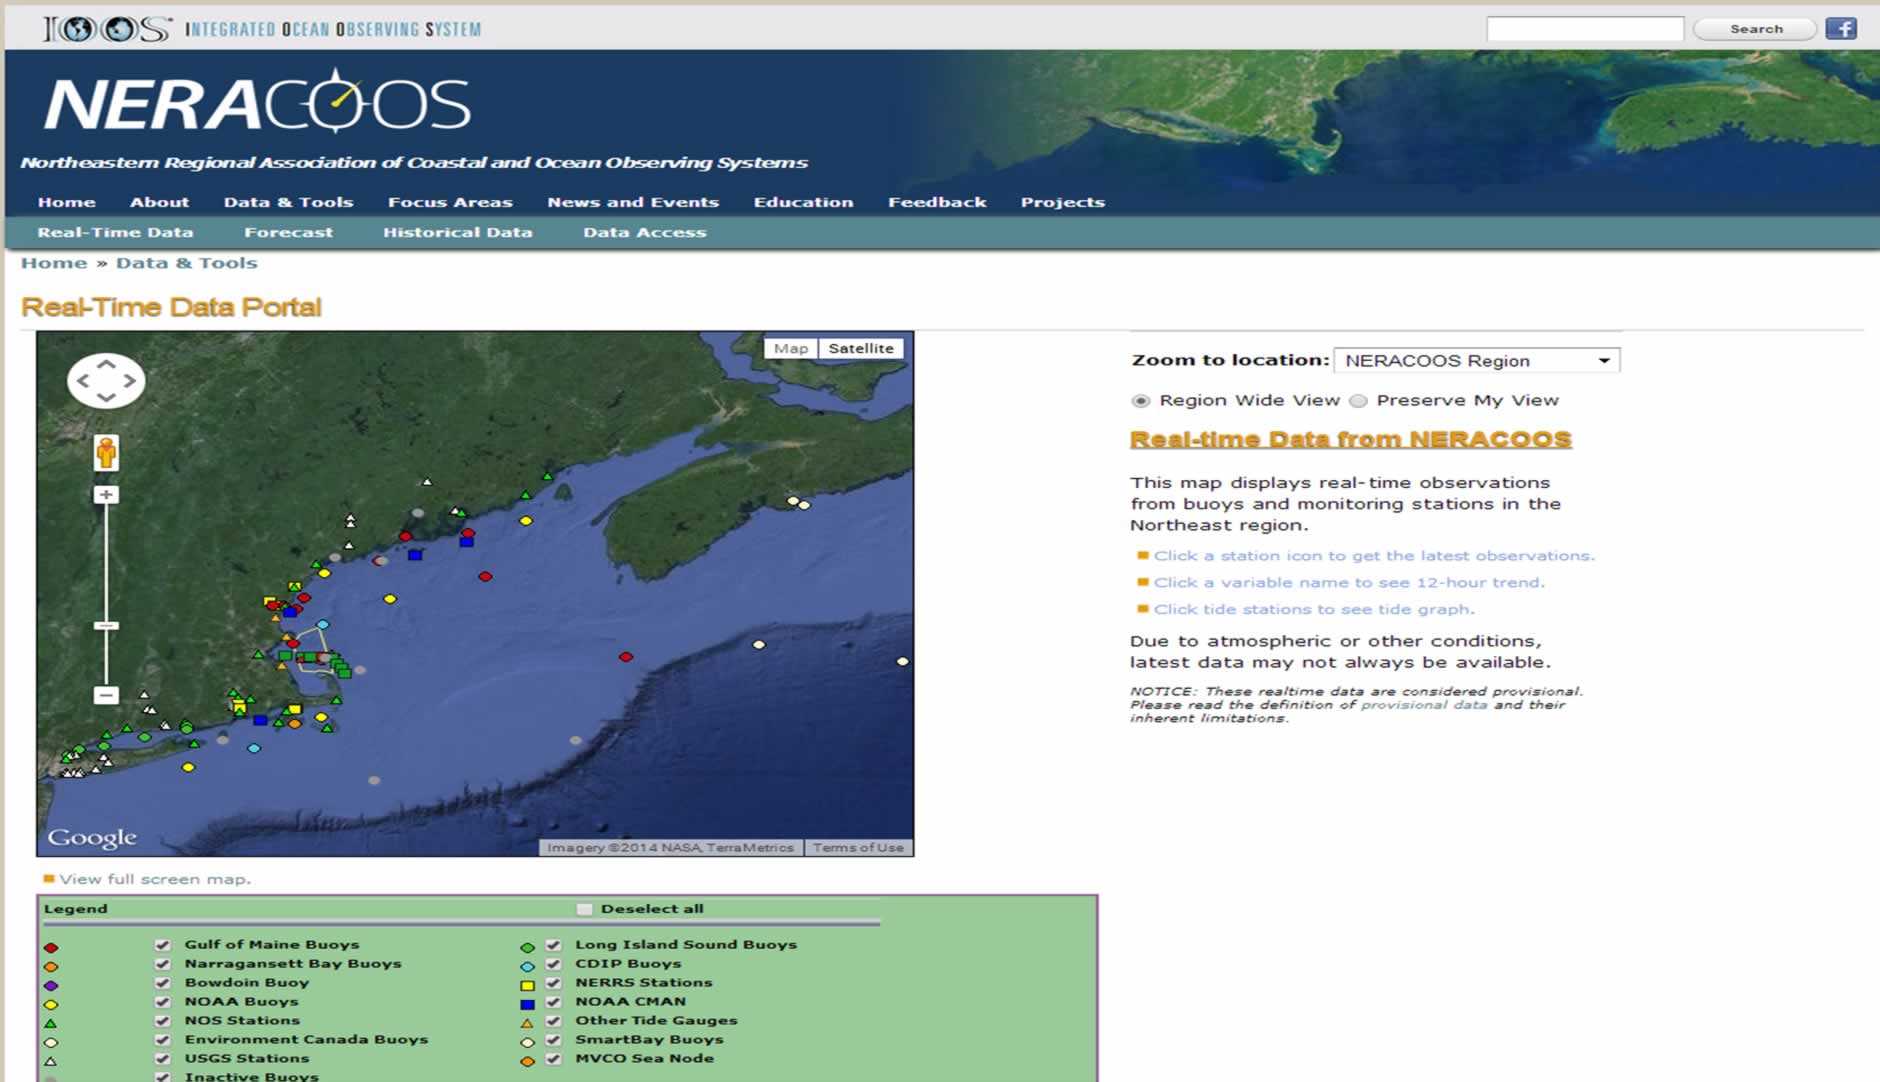 IOOS INTEGRATED OCEAN OBSERVING SYSTEM
Search
NERACOOS
Northeastern Regional Association of Coastal and Ocean Observing Systems
Home About Data & Tools Focus Areas News and Events Education Feedback Projects
Real-Time Data Forecast Historical Data Data Access
Home » Data & Tools
Real-Time Data Portal
Map Satellite
Google
Imagery ©2014 NASA, TerraMetrics Terms of Use
View full screen map.
Zoom to location: NERACOOS Region
Region Wide View Preserve My View
Real-time Data from NERACOOS
This map displays real-time observations
from buoys and monitoring stations in the
Northeast region.
Click a station icon to get the latest observations.
Click a variable name to see 12-hour trend.
Click tide stations to see tide graph.
Due to atmospheric or other conditions,
latest data may not always be available.
NOTICE: These realtime data are considered provisional.
Please read the definition of provisional data and their
inherent limitations.
Legend Deselect all
Gulf of Maine Buoys Long Island Sound Buoys
Narragansett Bay Buoys CDIP Buoys
Bowdoin Buoy NERRS Stations
NOAA Buoys NOAA CMAN
NOS Stations Other Tide Gauges
Environment Canada Buoys SmartBay Buoys
USGS Stations MVCO Sea Node
Inactive Buoys